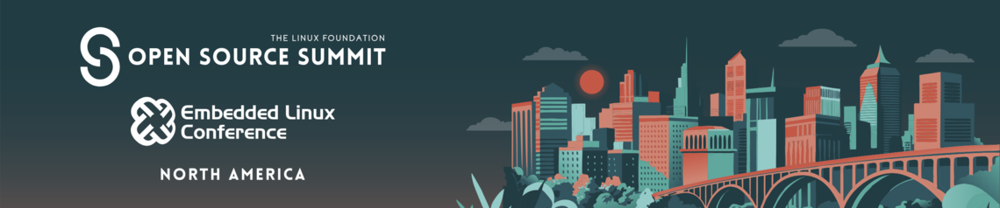 THE LINUX FOUNDATION
OPEN SOURCE SUMMIT
Embedded Linux
Conference
NORTH AMERICA